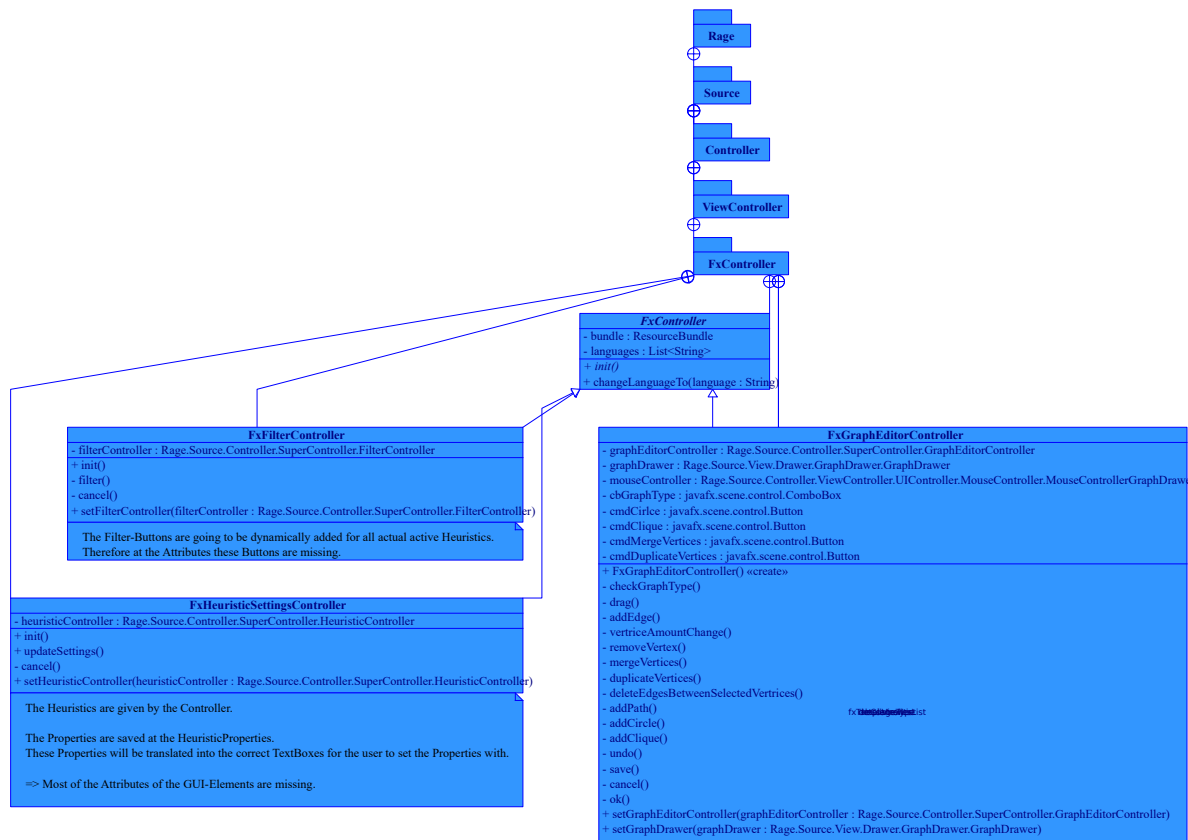 Rage
Source
Controller
ViewController
FxController
FxController
- bundle : ResourceBundle
- languages : List<String>
+ init()
+ changeLanguageTo(language : String)
FxFilterController
- filterController : Rage.Source.Controller.SuperController.FilterController
+ init()
- filter()
- cancel()
+ setFilterController(filterController : Rage.Source.Controller.SuperController.FilterController)
The Filter-Buttons are going to be dynamically added for all actual active Heuristics.
Therefore at the Attributes these Buttons are missing.
FxHeuristicSettingsController
- heuristicController : Rage.Source.Controller.SuperController.HeuristicController
+ init()
+ updateSettings()
- cancel()
+ setHeuristicController(heuristicController : Rage.Source.Controller.SuperController.HeuristicController)
The Heuristics are given by the Controller.
The Properties are saved at the HeuristicProperties.
These Properties will be translated into the correct TextBoxes for the user to set the Properties with.
=> Most of the Attributes of the GUI-Elements are missing.
FxGraphEditorController
- graphEditorController : Rage.Source.Controller.SuperController.GraphEditorController
- graphDrawer : Rage.Source.View.Drawer.GraphDrawer.GraphDrawer
- mouseController : Rage.Source.Controller.ViewController.UIController.MouseController.MouseControllerGraphDrawe
- cbGraphType : javafx.scene.control.ComboBox
- cmdCirlce : javafx.scene.control.Button
- cmdClique : javafx.scene.control.Button
- cmdMergeVertices : javafx.scene.control.Button
- cmdDuplicateVertices : javafx.scene.control.Button
+ FxGraphEditorController() «create»
- checkGraphType()
- drag()
- addEdge()
- vertriceAmountChange()
- removeVertex()
- mergeVertices()
- duplicateVertices()
- deleteEdgesBetweenSelectedVertrices()
- addPath()
- addCircle()
- addClique()
- undo()
- save()
- cancel()
- ok()
+ setGraphEditorController(graphEditorController : Rage.Source.Controller.SuperController.GraphEditorController)
+ setGraphDrawer(graphDrawer : Rage.Source.View.Drawer.GraphDrawer.GraphDrawer)